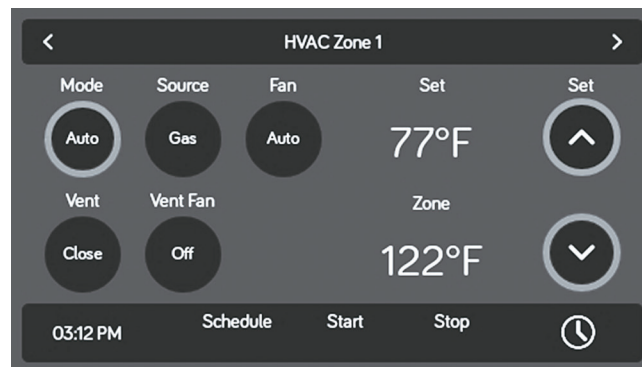 HVAC Zone 1
Mode Source Fan Set Set
Auto Gas Auto 77°F
Vent Vent Fan Zone
Close Off 122°F
03:12 PM Schedule Start Stop